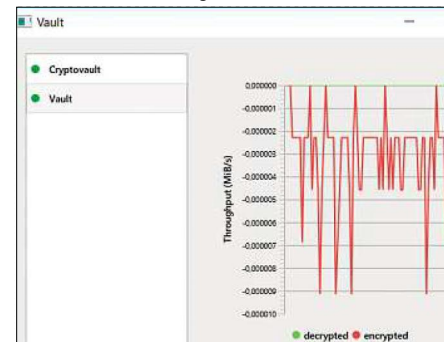 Vault
Cryptovault
Vault
Throughput (MiB/s)
0,000000
-0,000001
-0,000002
-0,000003
-0,000004
-0,000005
-0,000006
-0,000007
-0,000008
-0,000009
-0,000010
decrypted encrypted